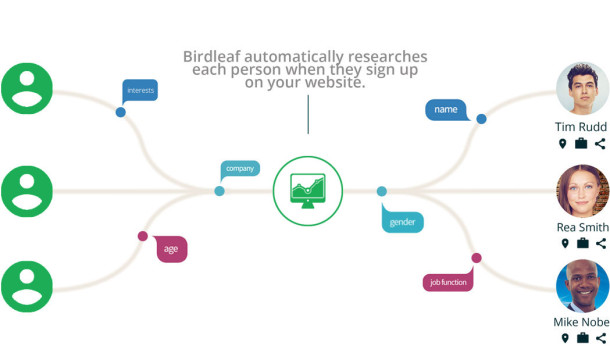 Birdleaf automatically researches
each person when they sign up
on your website.
interests
name
Tim Rudd
company
age
gender
Rea Smith
job function
Mike Nobe